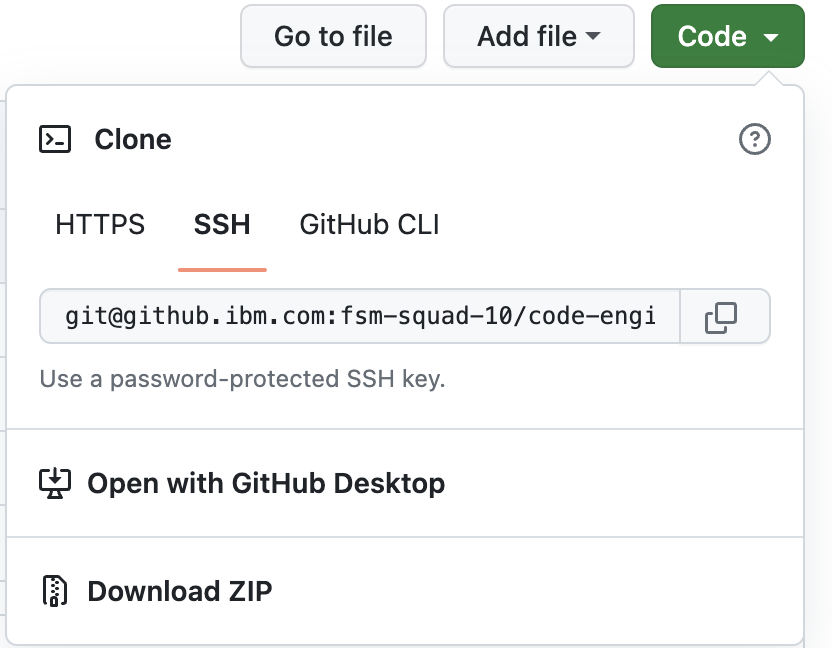 Go to file Add file Code
Clone
HTTPS SSH GitHub CLI
git@github.ibm.com:fsm-squad-10/code-engi
Use a password-protected SSH key.
Open with GitHub Desktop
Download ZIP